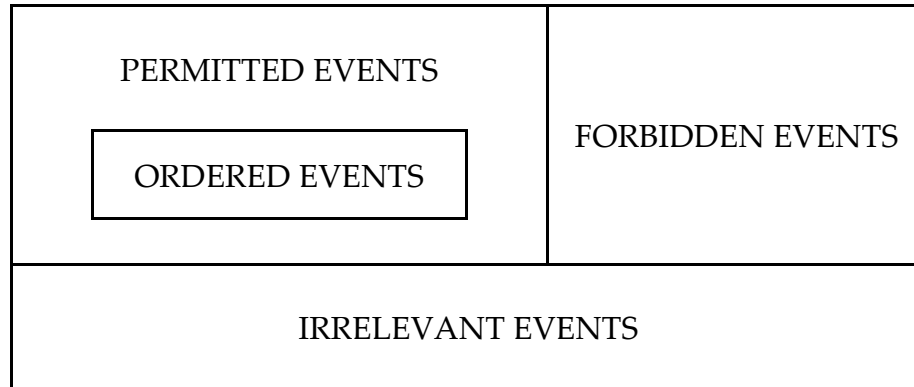 PERMITTED EVENTS
FORBIDDEN EVENTS
ORDERED EVENTS
IRRELEVANT EVENTS